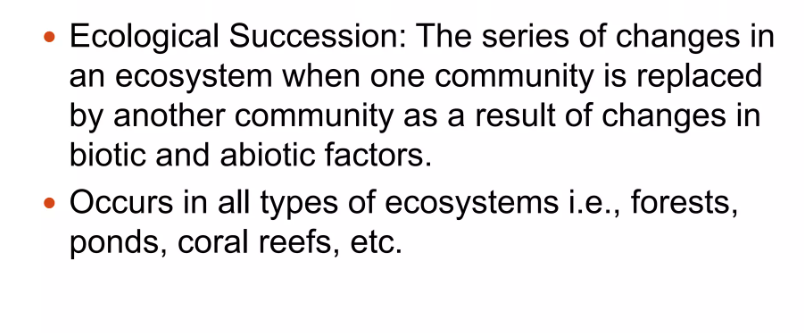 • Ecological Succession: The series of changes in
an ecosystem when one community is replaced
by another community as a result of changes in
biotic and abiotic factors.
• Occurs in all types of ecosystems i.e., forests,
ponds, coral reefs, etc.